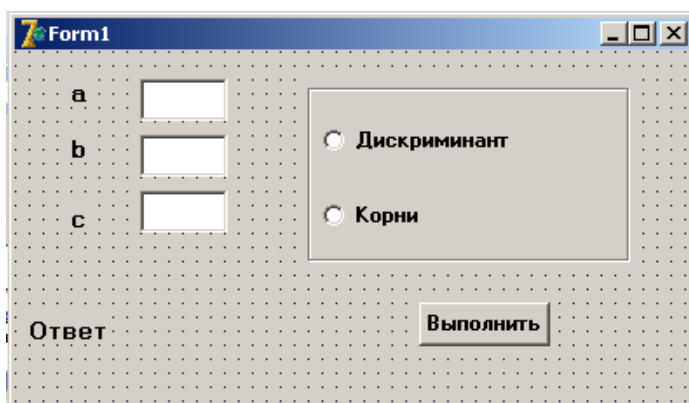 Form1
a
b
c
Дискриминант
Корни
Ответ
Выполнить